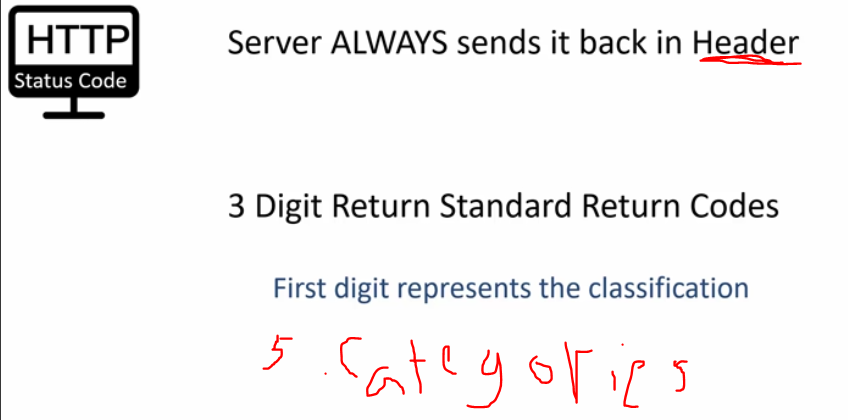 HTTP
Status Code
Server ALWAYS sends it back in Header
3 Digit Return Standard Return Codes
First digit represents the classification
5 categories